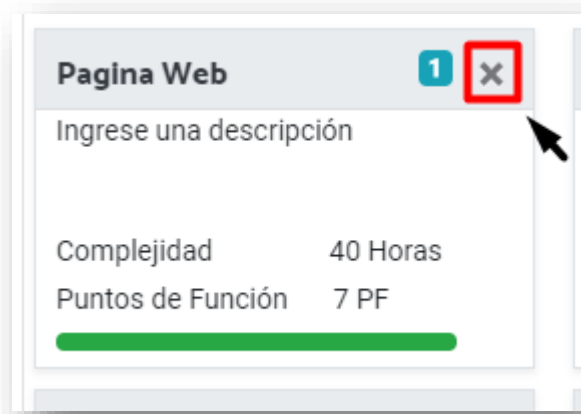 Pagina Web 1 ×
Ingrese una descripción
Complejidad 40 Horas
Puntos de Función 7 PF